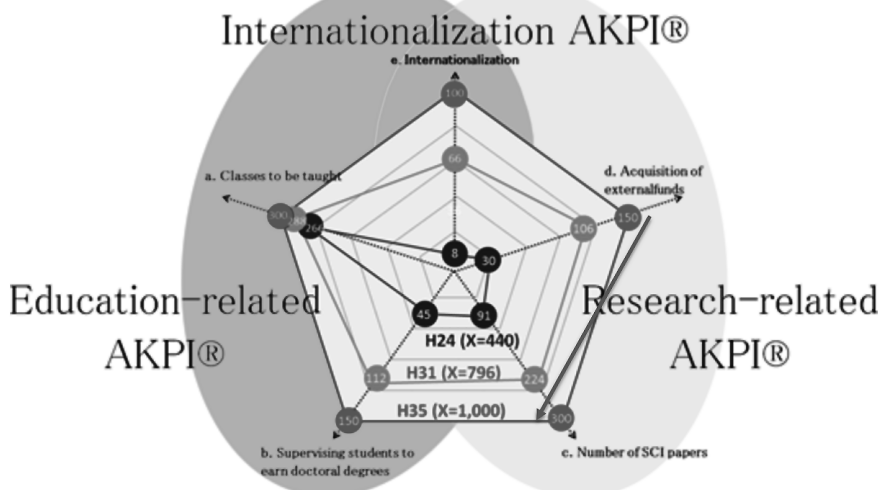 Internationalization AKPI®
e. Internationalization
100
66
a. Classes to be taught
d. Acquisition of
externalfunds
300
288
266
150
106
8
30
Education-related
AKPI®
Research-related
AKPI®
45
91
H24 (X=440)
112
H31 (X=796)
224
150
H35 (X=1,000)
300
b. Supervising students to
earn doctoral degrees
c. Number of SCI papers